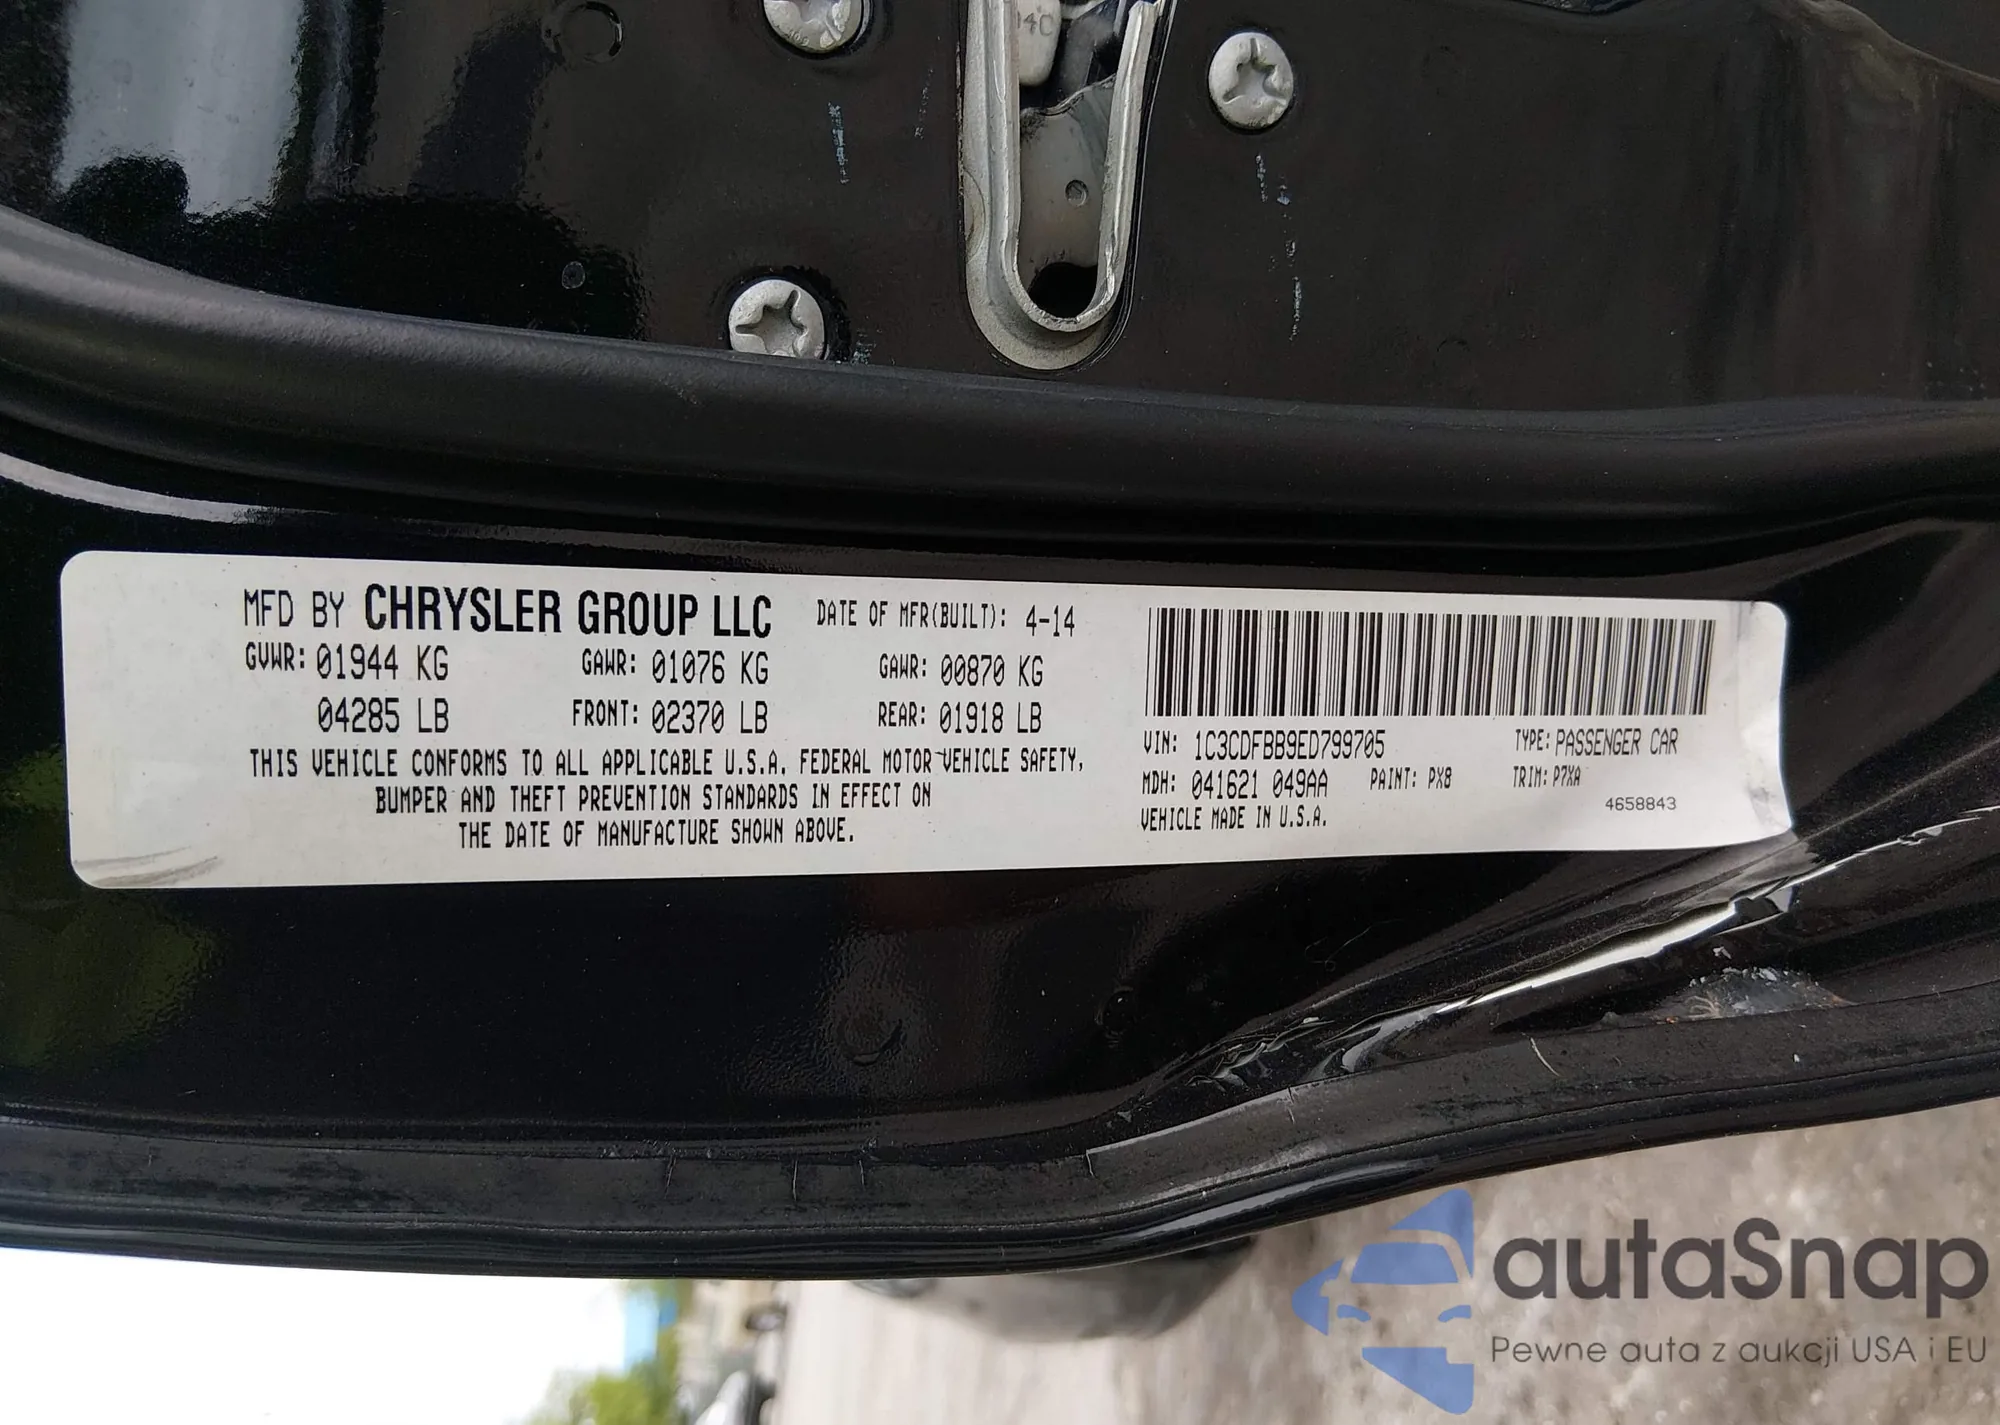 MFD BY CHRYSLER GROUP LLC DATE OF MFR(BUILT): 4-14
GVWR: 01944 KG GAWR: 01076 KG GAWR: 00870 KG
04285 LB FRONT: 02370 LB REAR: 01918 LB
THIS VEHICLE CONFORMS TO ALL APPLICABLE U.S.A. FEDERAL MOTOR VEHICLE SAFETY,
BUMPER AND THEFT PREVENTION STANDARDS IN EFFECT ON
THE DATE OF MANUFACTURE SHOWN ABOVE.
VIN: 1C3CDFBB9ED799705 TYPE: PASSENGER CAR
MDH: 041621 049AA PAINT: PX8 TRIM: P7XA
VEHICLE MADE IN U.S.A. 4658843
autaSnap
Pewne auta z aukcji USA i EU